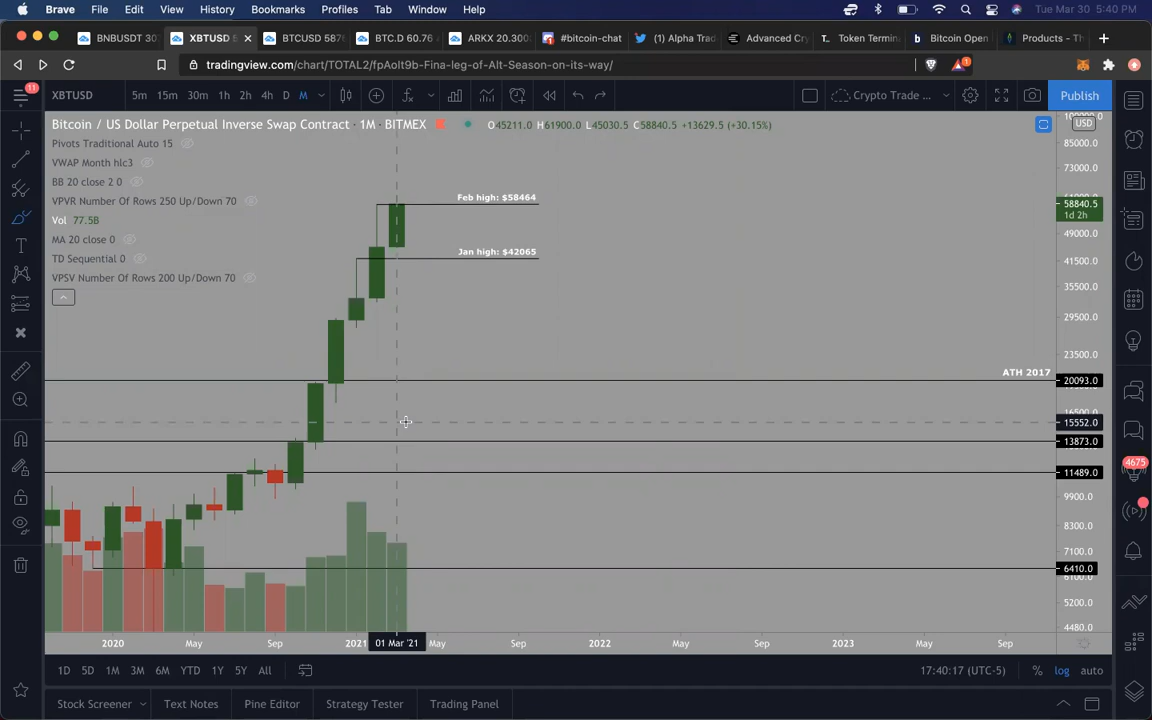 Brave File Edit View History Bookmarks Profiles Tab Window Help Tue Mar 30 5:40 PM
BNBUSDT 30 XBTUSD 5 BTCUSD 587 BTC.D 60.76 ARKX 20.300 #bitcoin-chat (1) Alpha Trad Advanced Cry Token Termin Bitcoin Open Products - Th
tradingview.com/chart/TOTAL2/fpAolt9b-Fina-leg-of-Alt-Season-on-its-way/ 1
11 XBTUSD 5m 15m 30m 1h 2h 4h D M Crypto Trade ... Publish
Bitcoin / US Dollar Perpetual Inverse Swap Contract · 1M · BITMEX O45211.0 H61900.0 L45030.5 C58840.5 +13629.5 (+30.15%) USD
Pivots Traditional Auto 15
VWAP Month hlc3
BB 20 close 2 0
VPVR Number Of Rows 250 Up/Down 70
Vol 77.5B
MA 20 close 0
TD Sequential 0
VPSV Number Of Rows 200 Up/Down 70
Feb high: $58464
Jan high: $42065
ATH 2017
85000.0
73000.0
58840.5
1d 2h
49000.0
41500.0
35500.0
29500.0
23500.0
20093.0
15552.0
13873.0
11489.0
9900.0
8300.0
7100.0
6410.0
5200.0
4480.0
4675
2020 May Sep 2021 01 Mar '21 May Sep 2022 May Sep 2023 May Sep
1D 5D 1M 3M 6M YTD 1Y 5Y All 17:40:17 (UTC-5) % log auto
Stock Screener Text Notes Pine Editor Strategy Tester Trading Panel